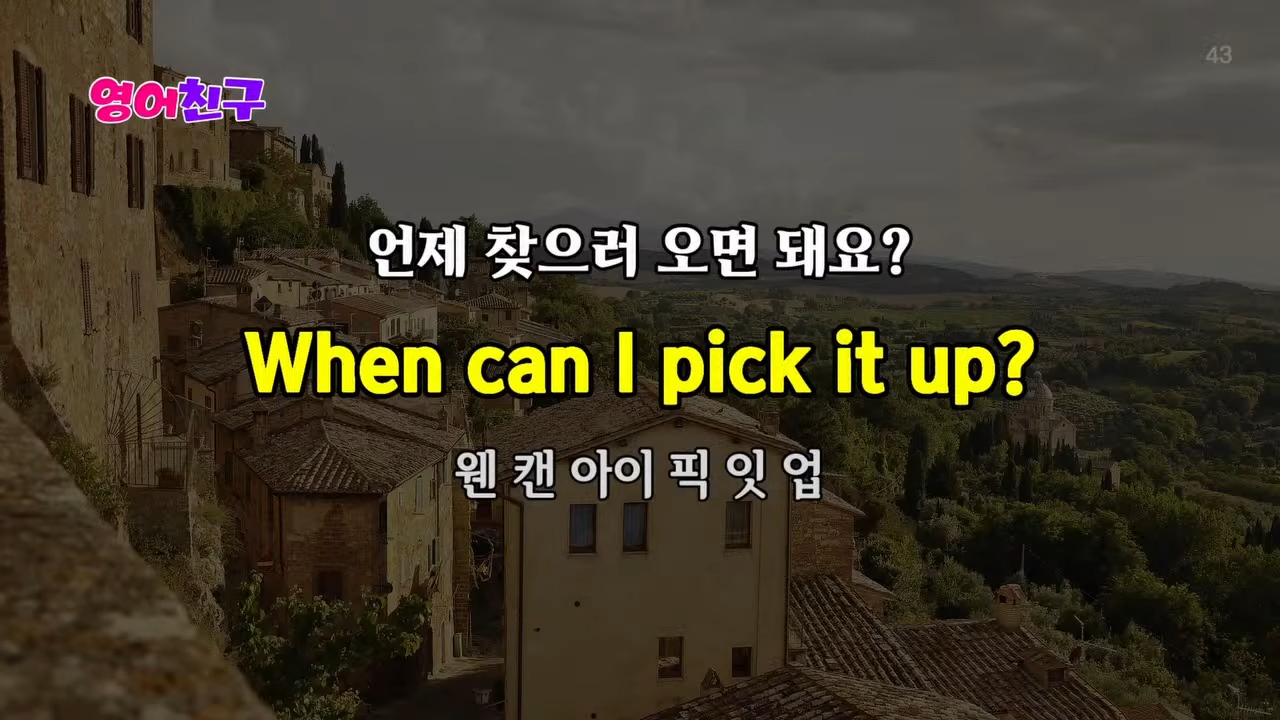 43
영어친구
언제 찾으러 오면 돼요?
When can I pick it up?
웬 캔 아이 픽 잇 업